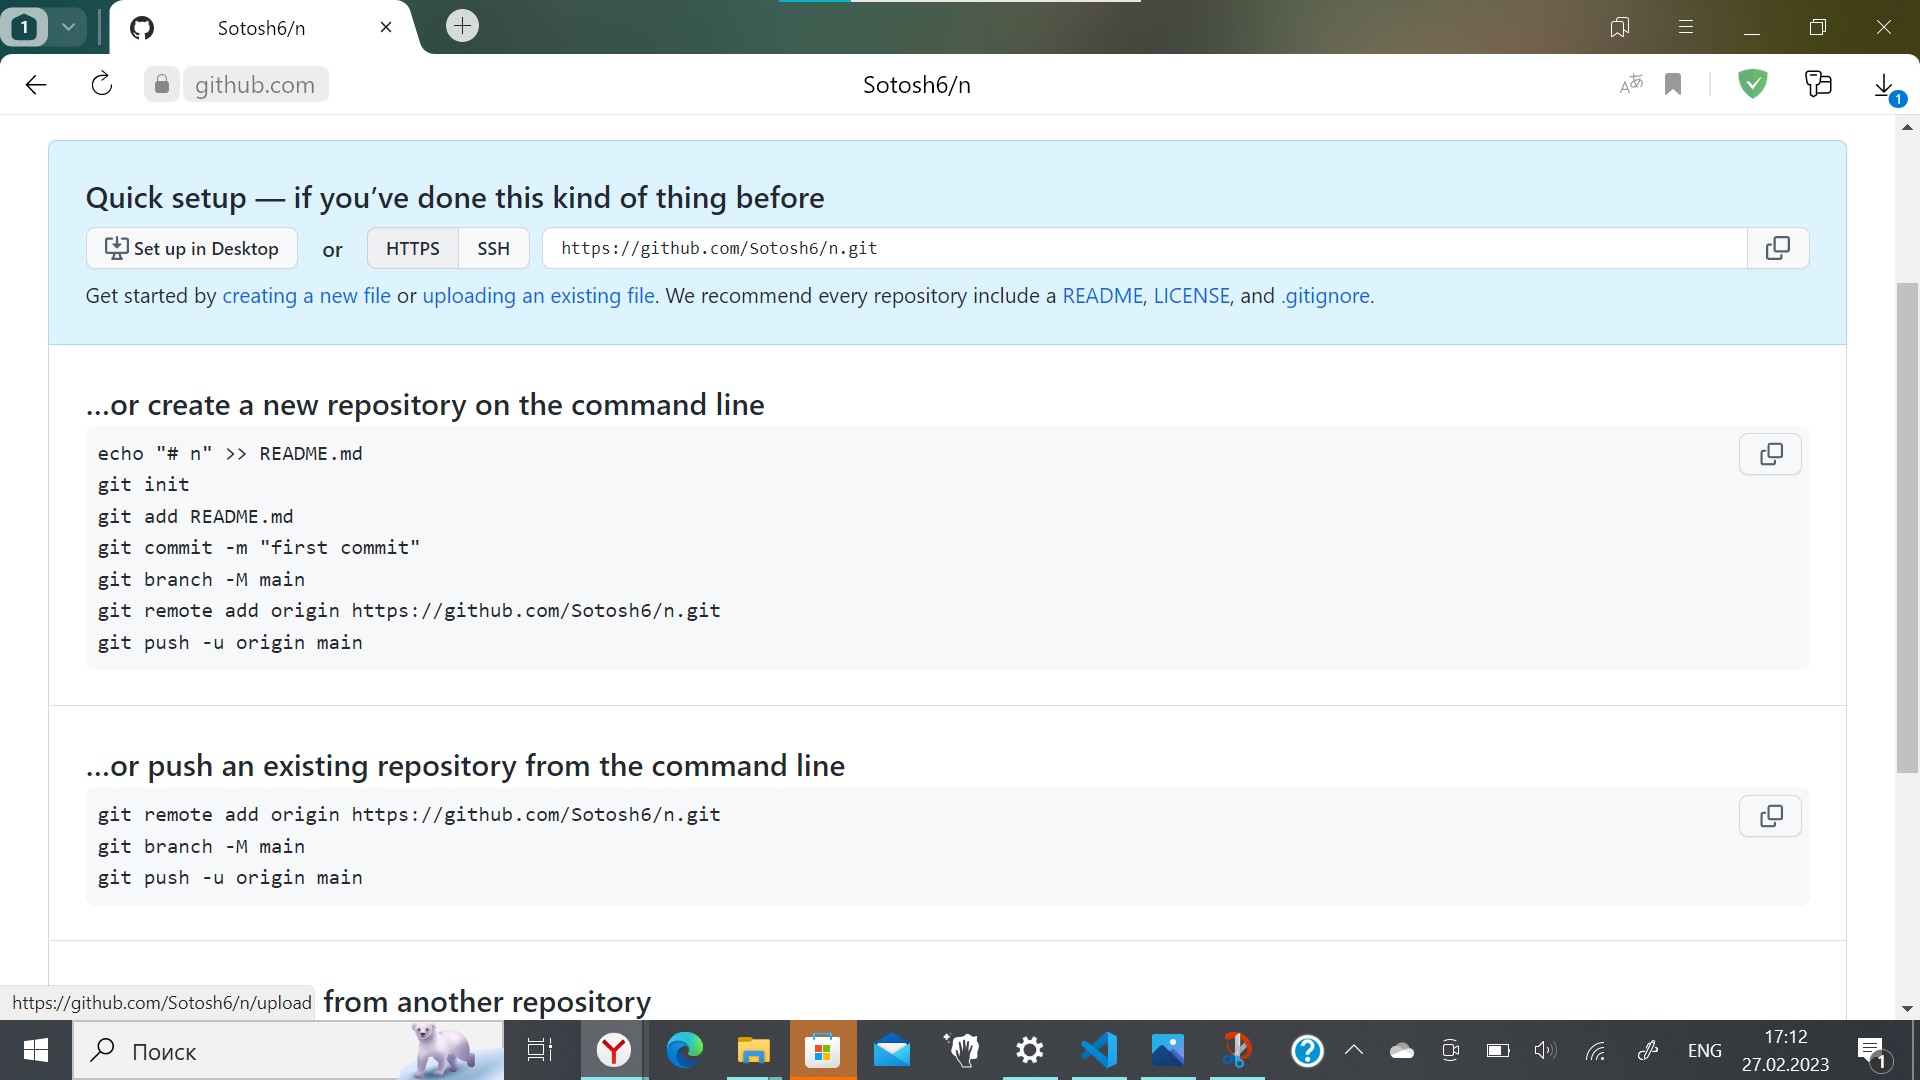 1
Sotosh6/n
github.com
Sotosh6/n
1
Quick setup — if you’ve done this kind of thing before
Set up in Desktop or HTTPS SSH https://github.com/Sotosh6/n.git
Get started by creating a new file or uploading an existing file. We recommend every repository include a README, LICENSE, and .gitignore.
…or create a new repository on the command line
echo "# n" >> README.md
git init
git add README.md
git commit -m "first commit"
git branch -M main
git remote add origin https://github.com/Sotosh6/n.git
git push -u origin main
…or push an existing repository from the command line
git remote add origin https://github.com/Sotosh6/n.git
git branch -M main
git push -u origin main
from another repository
https://github.com/Sotosh6/n/upload
Поиск
ENG
17:12
27.02.2023
1